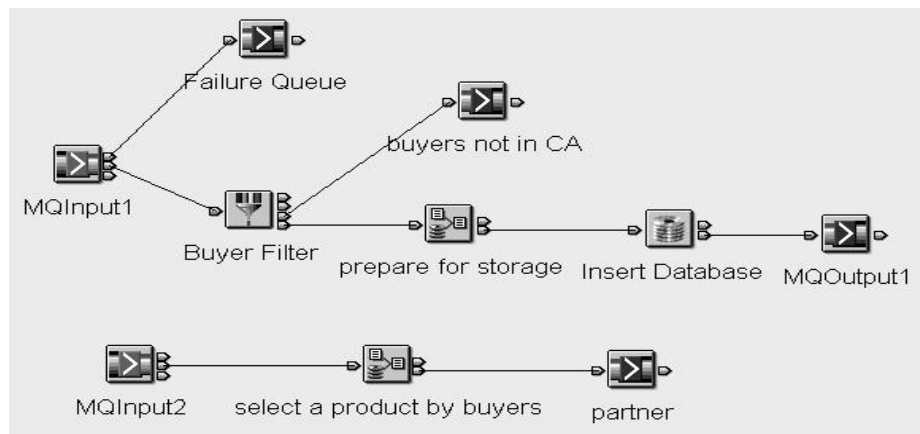 Failure Queue
buyers not in CA
MQInput1
Buyer Filter
prepare for storage
Insert Database
MQOutput1
MQInput2
select a product by buyers
partner